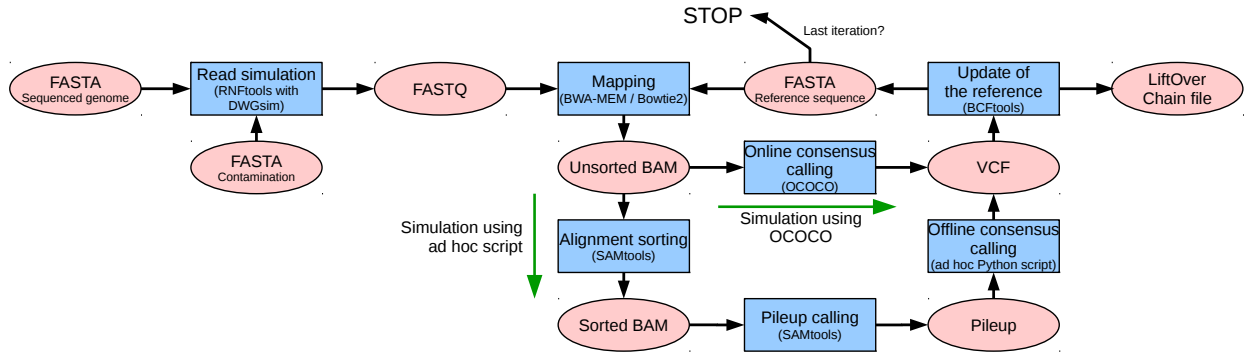 STOP
Last iteration?
FASTA
Sequenced genome
Read simulation
(RNFtools with
DWGsim)
FASTQ
Mapping
(BWA-MEM / Bowtie2)
FASTA
Reference sequence
Update of
the reference
(BCFtools)
LiftOver
Chain file
FASTA
Contamination
Unsorted BAM
Online consensus
calling
(OCOCO)
VCF
Simulation using
ad hoc script
Simulation using
OCOCO
Alignment sorting
(SAMtools)
Offline consensus
calling
(ad hoc Python script)
Sorted BAM
Pileup calling
(SAMtools)
Pileup